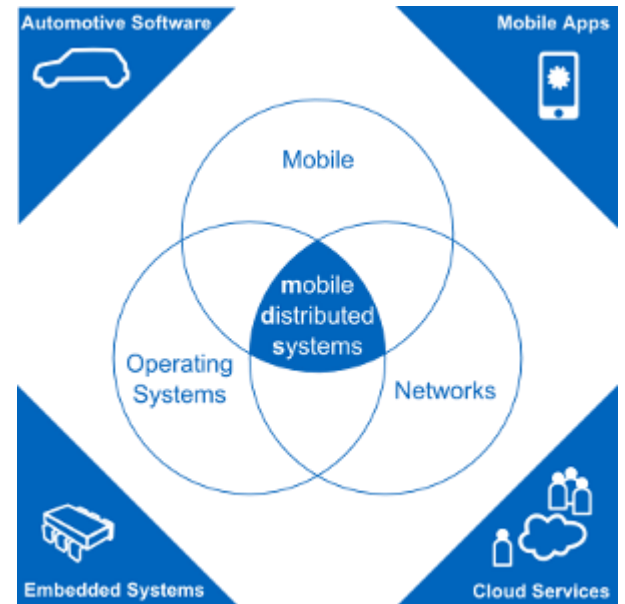 Automotive Software
Mobile Apps
Mobile
mobile
distributed
systems
Operating
Systems
Networks
Embedded Systems
Cloud Services